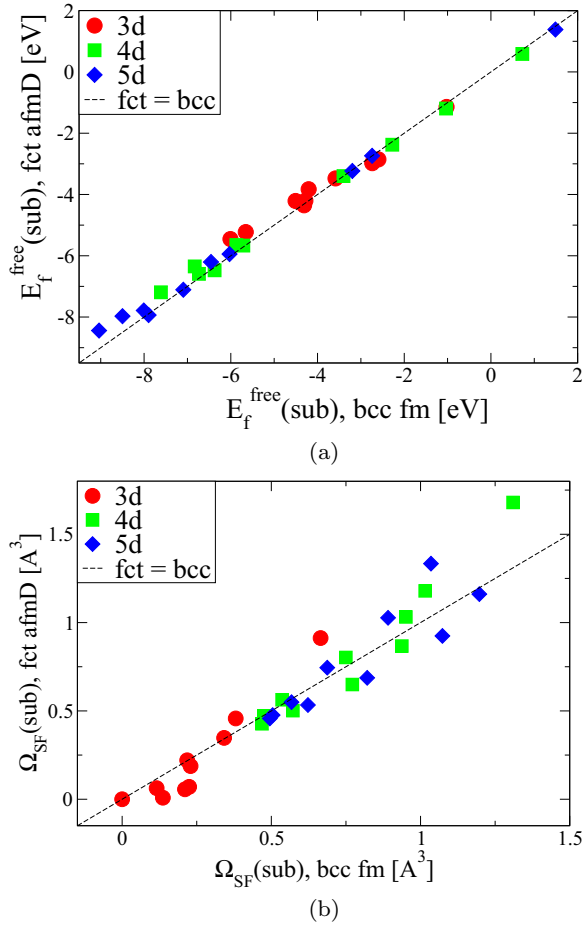 2
0
-2
-4
-6
-8
E_f^free(sub), fct afmD [eV]
3d
4d
5d
fct = bcc
-8 -6 -4 -2 0 2
E_f^free(sub), bcc fm [eV]
(a)
1.5
1
0.5
0
Ω_SF(sub), fct afmD [A^3]
3d
4d
5d
fct = bcc
0 0.5 1 1.5
Ω_SF(sub), bcc fm [A^3]
(b)